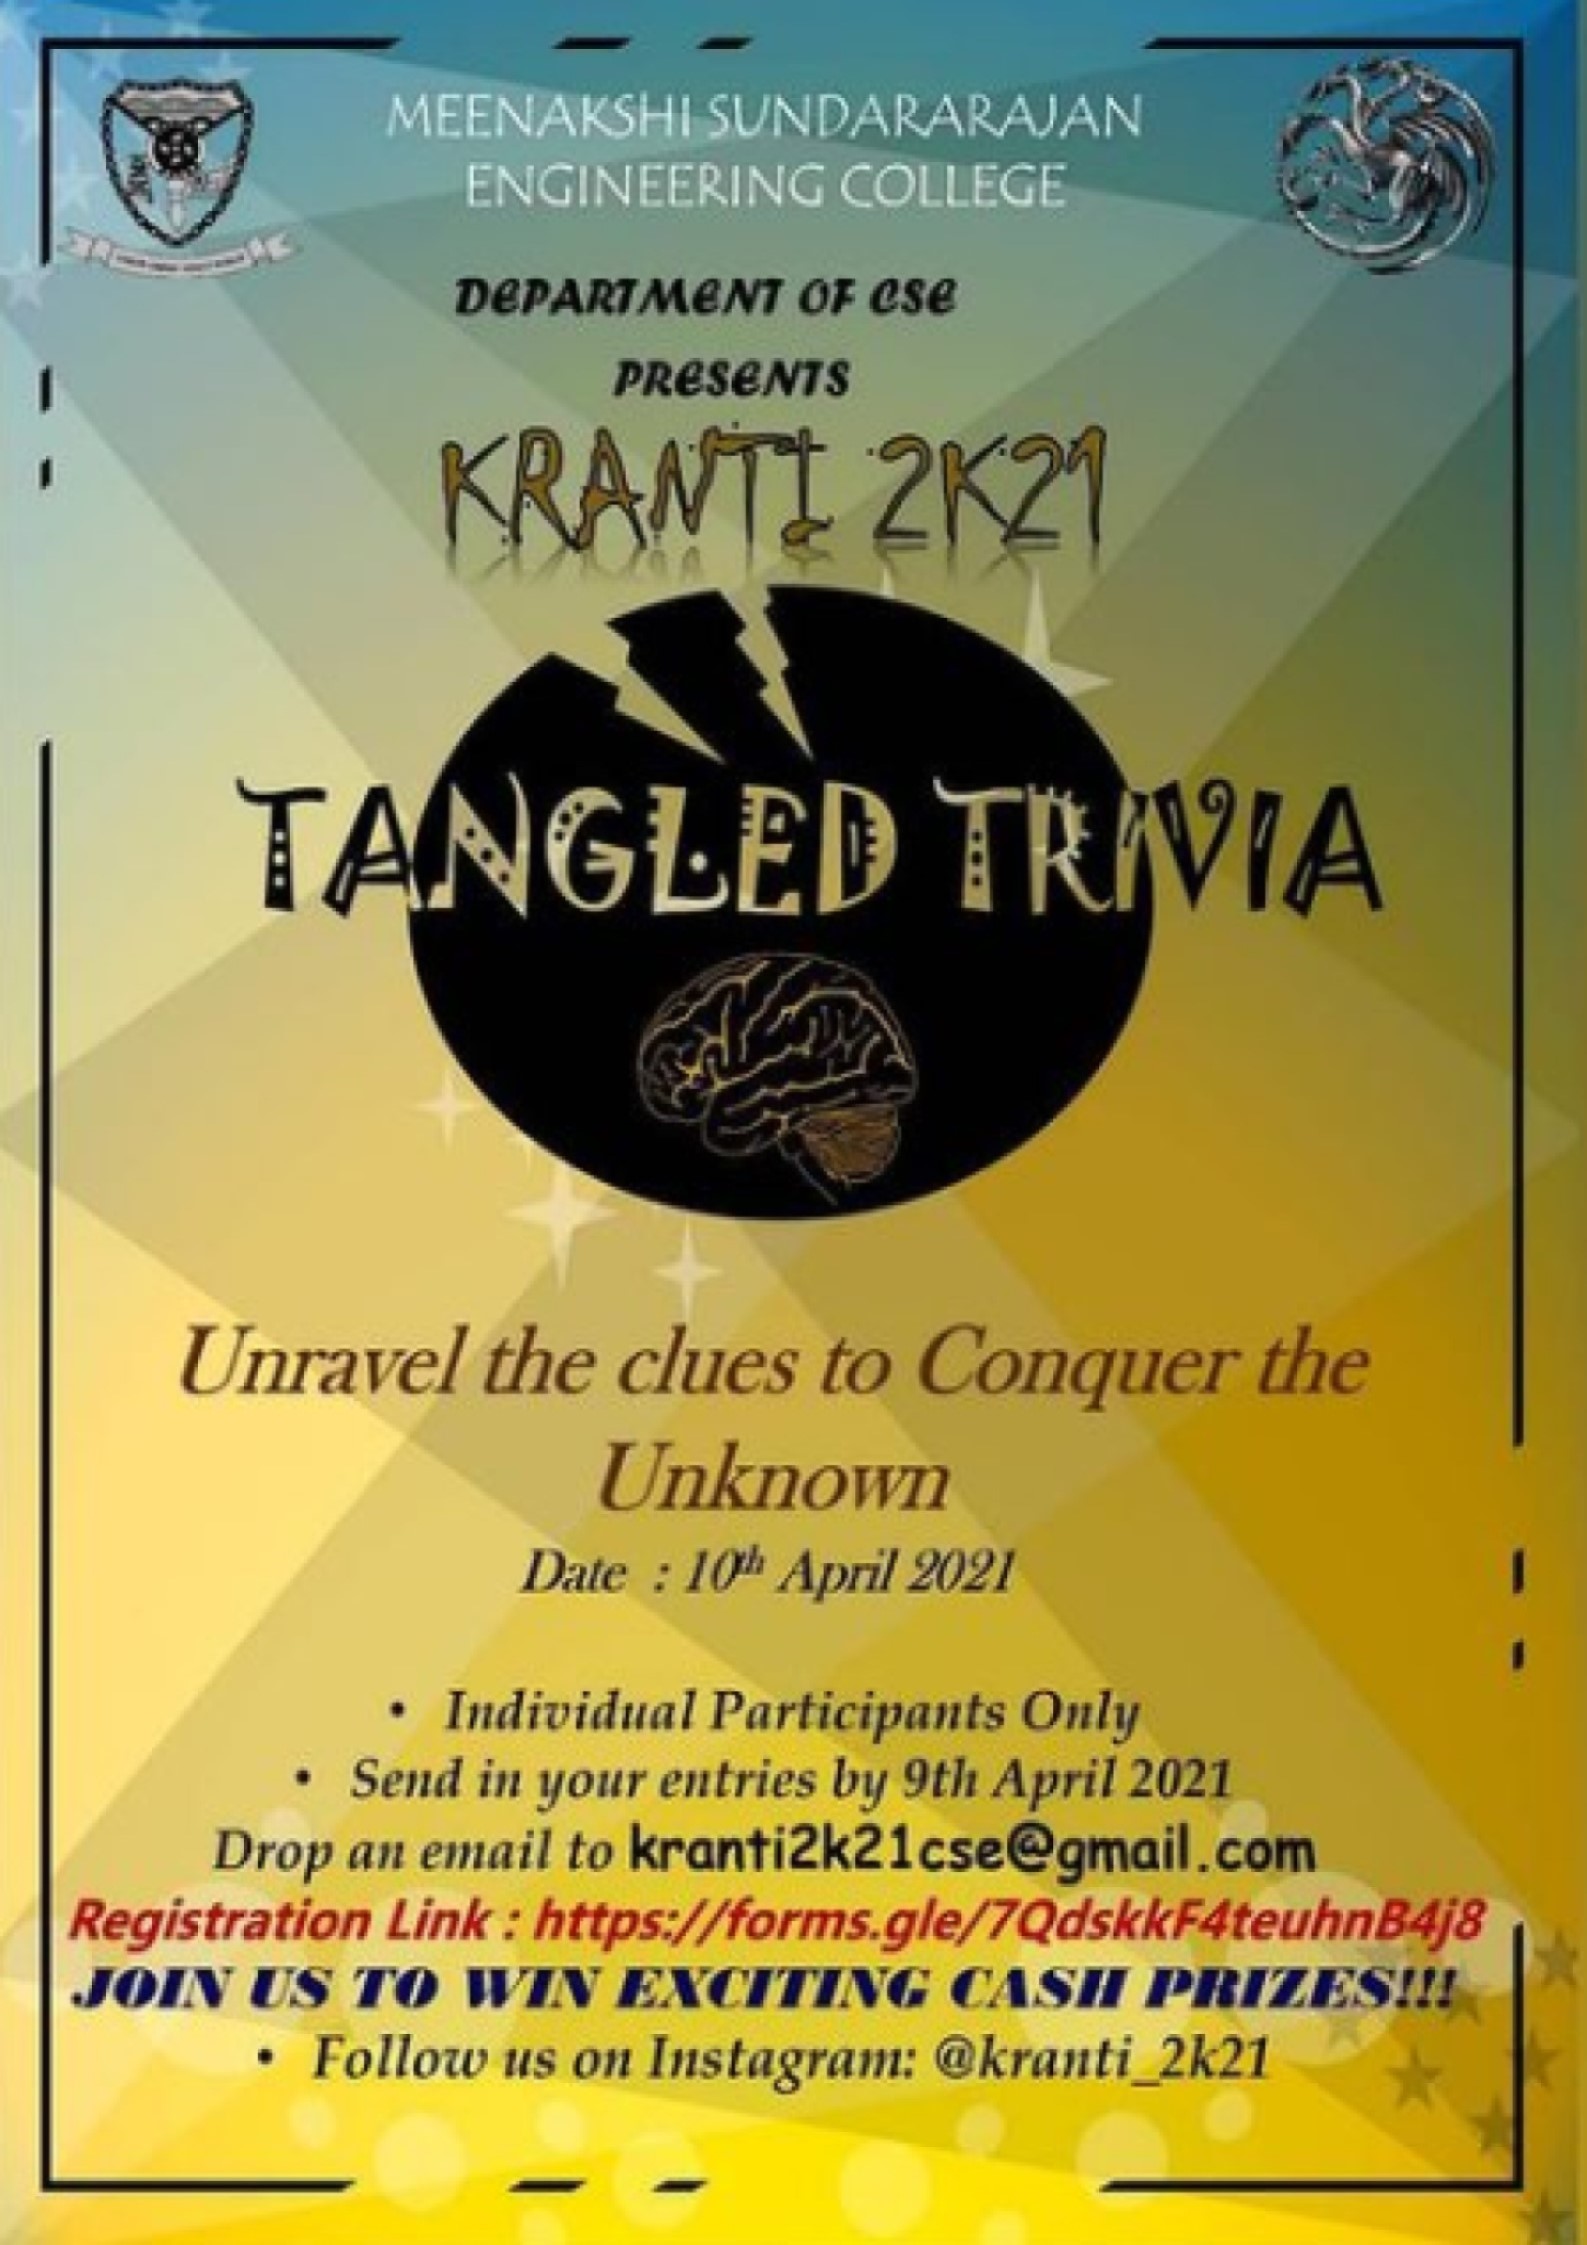 MEENAKSHI SUNDARARAJAN
ENGINEERING COLLEGE
DEPARTMENT OF CSE
PRESENTS
KRANTI 2K21
TANGLED TRIVIA
Unravel the clues to Conquer the
Unknown
Date : 10th April 2021
• Individual Participants Only
• Send in your entries by 9th April 2021
Drop an email to kranti2k21cse@gmail.com
Registration Link : https://forms.gle/7QdskkF4teuhnB4j8
JOIN US TO WIN EXCITING CASH PRIZES!!!
• Follow us on Instagram: @kranti_2k21